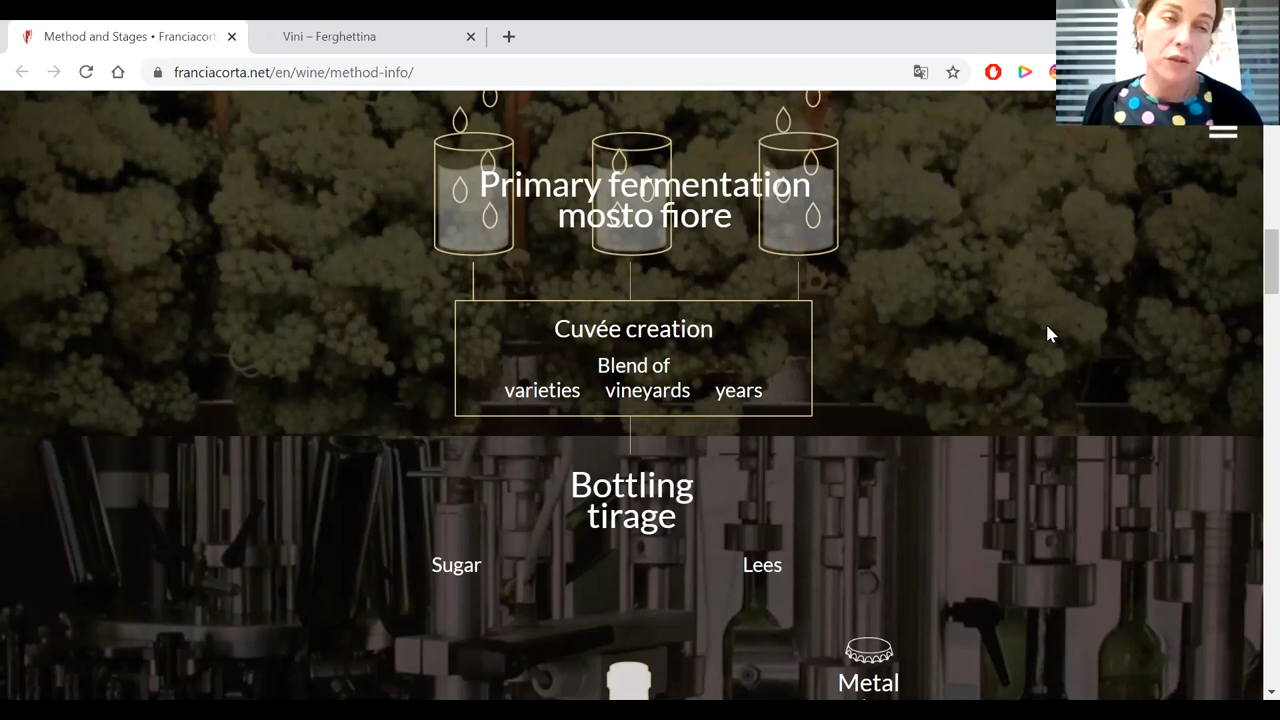 Method and Stages • Franciacor
Vini – Ferghettina
franciacorta.net/en/wine/method-info/
Primary fermentation
mosto fiore
Cuvée creation
Blend of
varieties vineyards years
Bottling
tirage
Sugar Lees
Metal